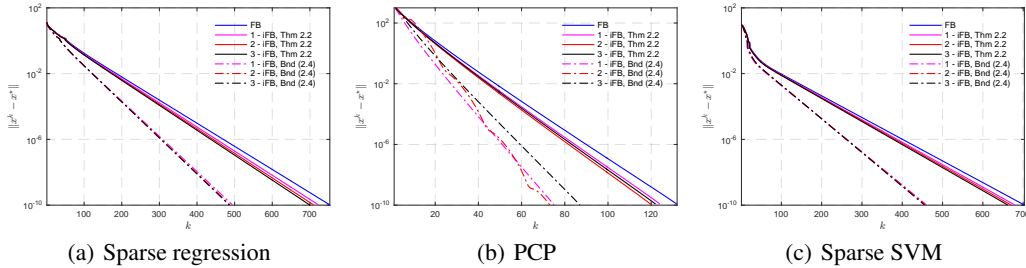 10^2
10^-2
10^-6
10^-10
||x^k − x*||
FB
1 - iFB, Thm 2.2
2 - iFB, Thm 2.2
3 - iFB, Thm 2.2
1 - iFB, Bnd (2.4)
2 - iFB, Bnd (2.4)
3 - iFB, Bnd (2.4)
100 200 300 400 500 600 700
k
(a) Sparse regression
10^2
10^-2
10^-6
10^-10
||x^k − x*||
FB
1 - iFB, Thm 2.2
2 - iFB, Thm 2.2
3 - iFB, Thm 2.2
1 - iFB, Bnd (2.4)
2 - iFB, Bnd (2.4)
3 - iFB, Bnd (2.4)
20 40 60 80 100 120
k
(b) PCP
10^2
10^-2
10^-6
10^-10
||x^k − x*||
FB
1 - iFB, Thm 2.2
2 - iFB, Thm 2.2
3 - iFB, Thm 2.2
1 - iFB, Bnd (2.4)
2 - iFB, Bnd (2.4)
3 - iFB, Bnd (2.4)
100 200 300 400 500 600 700
k
(c) Sparse SVM